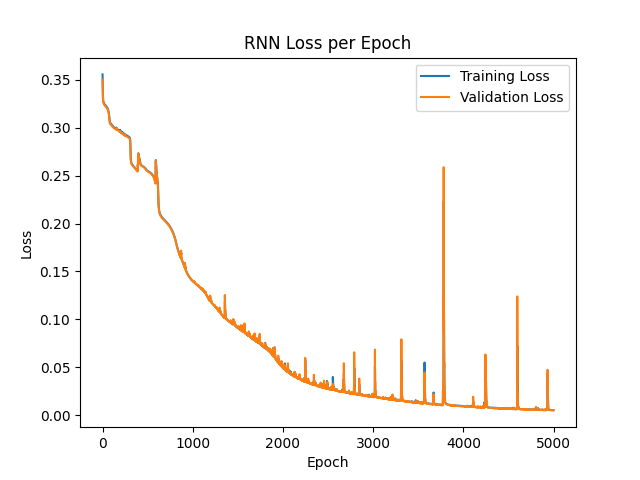 RNN Loss per Epoch
Training Loss
Validation Loss
0.35
0.30
0.25
0.20
0.15
0.10
0.05
0.00
Loss
0 1000 2000 3000 4000 5000
Epoch